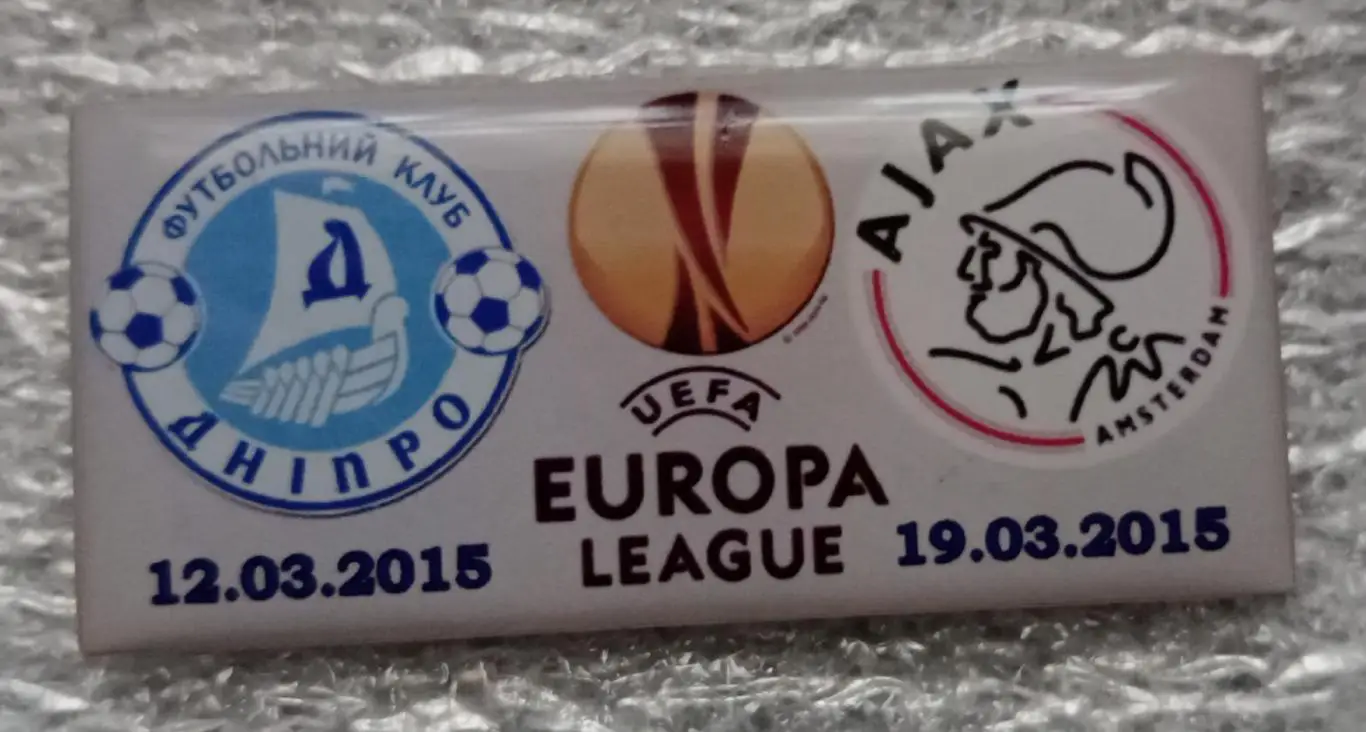 ФУТБОЛЬНИЙ КЛУБ
Д
ДНІПРО
12.03.2015
UEFA
EUROPA
LEAGUE
AJAX
AMSTERDAM
19.03.2015